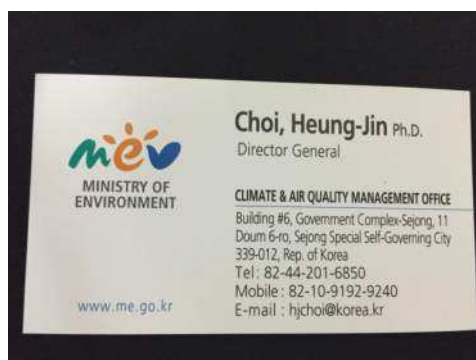 mev
MINISTRY OF
ENVIRONMENT
www.me.go.kr
Choi, Heung-Jin Ph.D.
Director General
CLIMATE & AIR QUALITY MANAGEMENT OFFICE
Building #6, Government Complex-Sejong, 11
Doum 6-ro, Sejong Special Self-Governing City
339-012, Rep. of Korea
Tel : 82-44-201-6850
Mobile : 82-10-9192-9240
E-mail : hjchoi@korea.kr